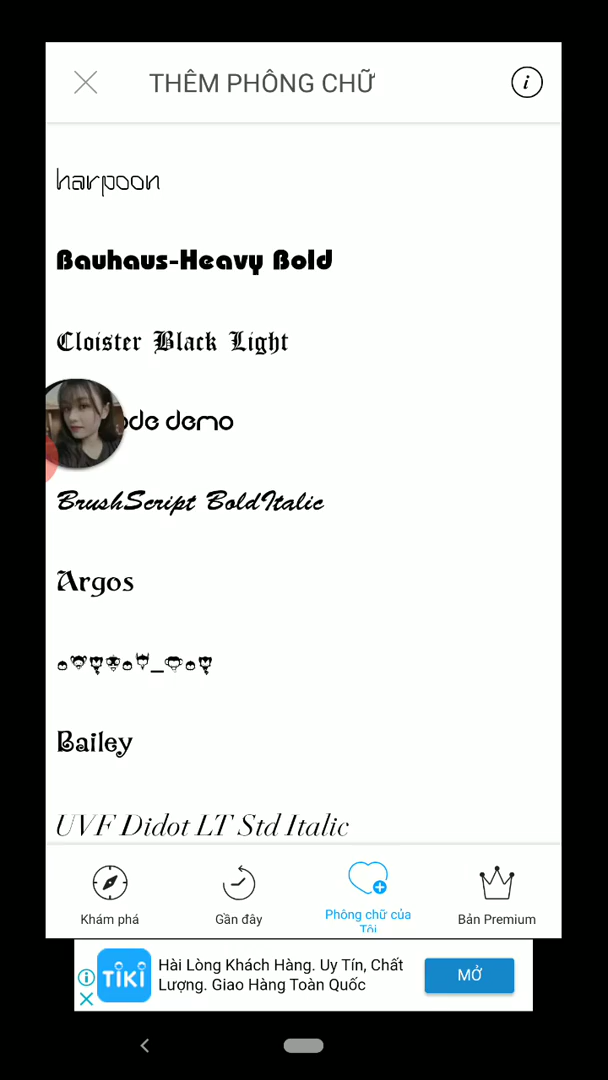 THÊM PHÔNG CHỮ
harpoon
Bauhaus-Heavy Bold
Cloister Black Light
demo
BrushScript BoldItalic
Argos
Bailey
UVF Didot LT Std Italic
Khám phá
Gần đây
Phông chữ của Tôi
Bản Premium
TIKI
Hài Lòng Khách Hàng. Uy Tín, Chất
Lượng. Giao Hàng Toàn Quốc
MỞ